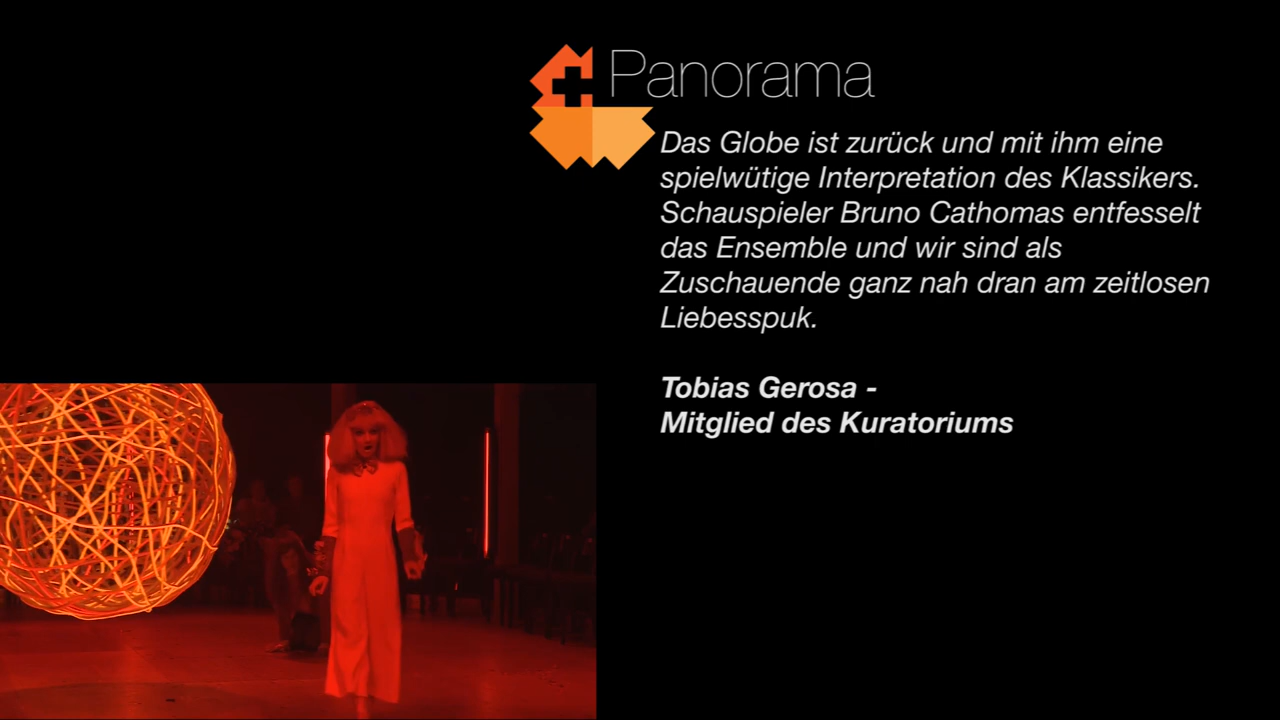 Panorama
Das Globe ist zurück und mit ihm eine
spielwütige Interpretation des Klassikers.
Schauspieler Bruno Cathomas entfesselt
das Ensemble und wir sind als
Zuschauende ganz nah dran am zeitlosen
Liebesspuk.
Tobias Gerosa -
Mitglied des Kuratoriums